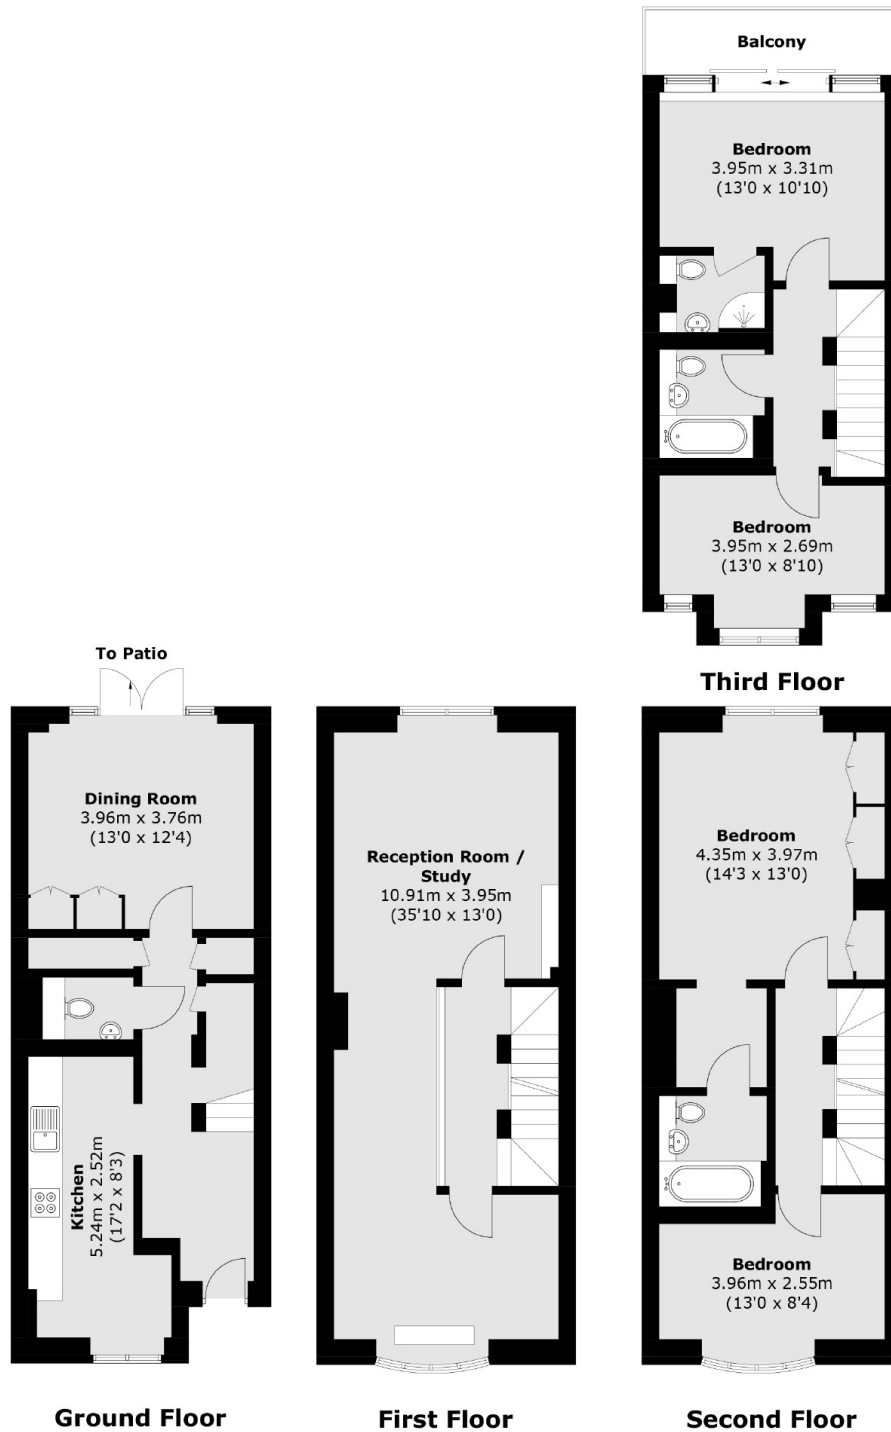 Balcony
Bedroom
3.95m x 3.31m
(13'0 x 10'10)
Bedroom
3.95m x 2.69m
(13'0 x 8'10)
Third Floor
To Patio
Dining Room
3.96m x 3.76m
(13'0 x 12'4)
Kitchen
5.24m x 2.52m
(17'2 x 8'3)
Ground Floor
Reception Room /
Study
10.91m x 3.95m
(35'10 x 13'0)
First Floor
Bedroom
4.35m x 3.97m
(14'3 x 13'0)
Bedroom
3.96m x 2.55m
(13'0 x 8'4)
Second Floor